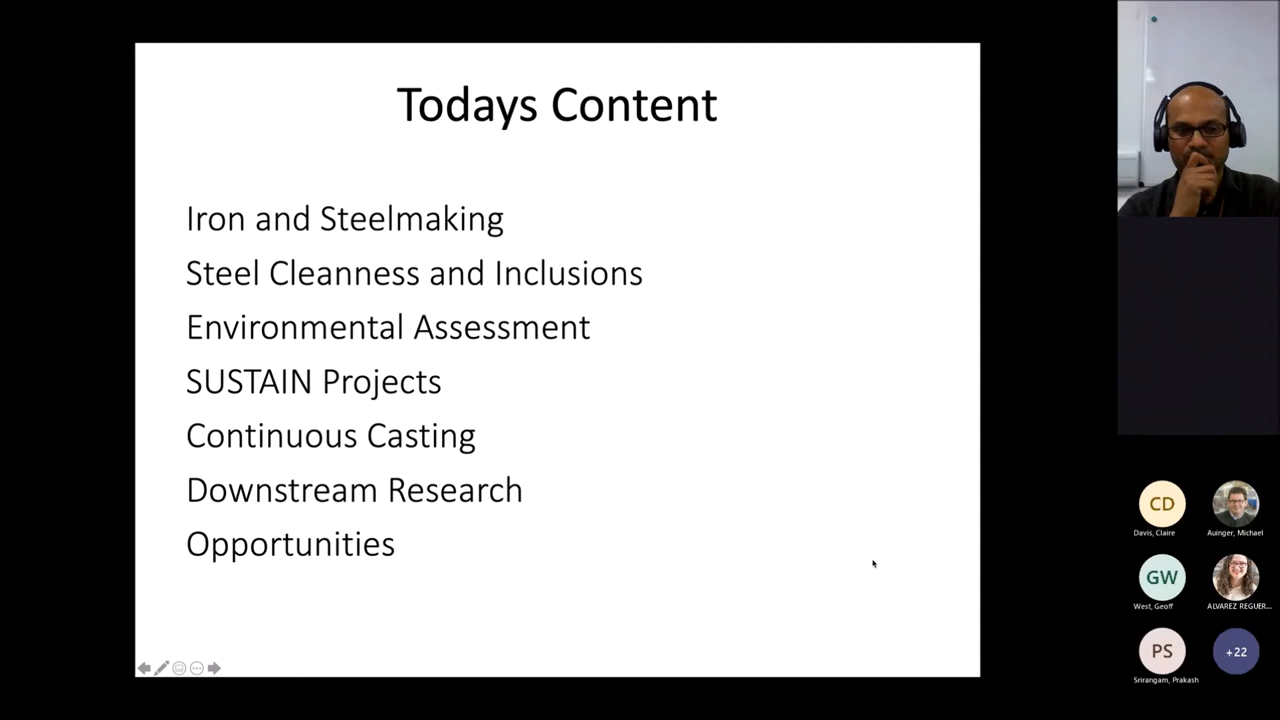 Todays Content
Iron and Steelmaking
Steel Cleanness and Inclusions
Environmental Assessment
SUSTAIN Projects
Continuous Casting
Downstream Research
Opportunities
CD
Davis, Claire
Auinger, Michael
GW
West, Geoff
ALVAREZ REGUER...
PS
Srirangam, Prakash
+22